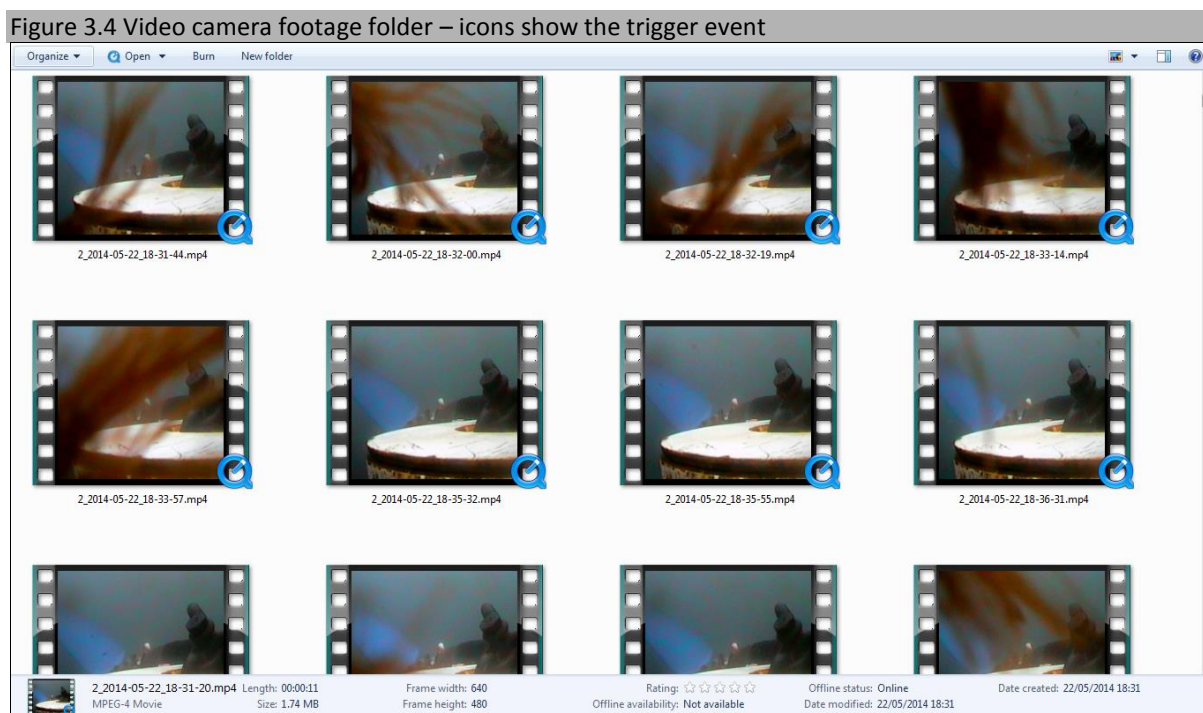 Figure 3.4 Video camera footage folder – icons show the trigger event
Organize Open Burn New folder
2_2014-05-22_18-31-44.mp4 2_2014-05-22_18-32-00.mp4 2_2014-05-22_18-32-19.mp4 2_2014-05-22_18-33-14.mp4
2_2014-05-22_18-33-57.mp4 2_2014-05-22_18-35-32.mp4 2_2014-05-22_18-35-55.mp4 2_2014-05-22_18-36-31.mp4
2_2014-05-22_18-31-20.mp4 Length: 00:00:11 Frame width: 640 Rating: Offline status: Online Date created: 22/05/2014 18:31
MPEG-4 Movie Size: 1.74 MB Frame height: 480 Offline availability: Not available Date modified: 22/05/2014 18:31